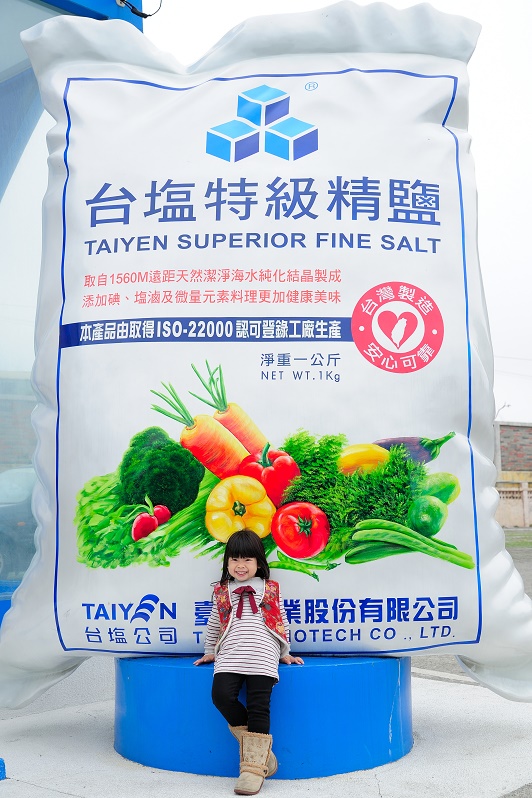 ®
台塩特級精鹽
TAIYEN SUPERIOR FINE SALT
取自1560M遠距天然潔淨海水純化結晶製成
添加碘、塩滷及微量元素料理更加健康美味
本產品由取得ISO-22000認可登錄工廠生產
台灣製造
安心可靠
淨重一公斤
NET WT.1Kg
TAIYEN
台塩公司
業股份有限公司
CO., LTD.